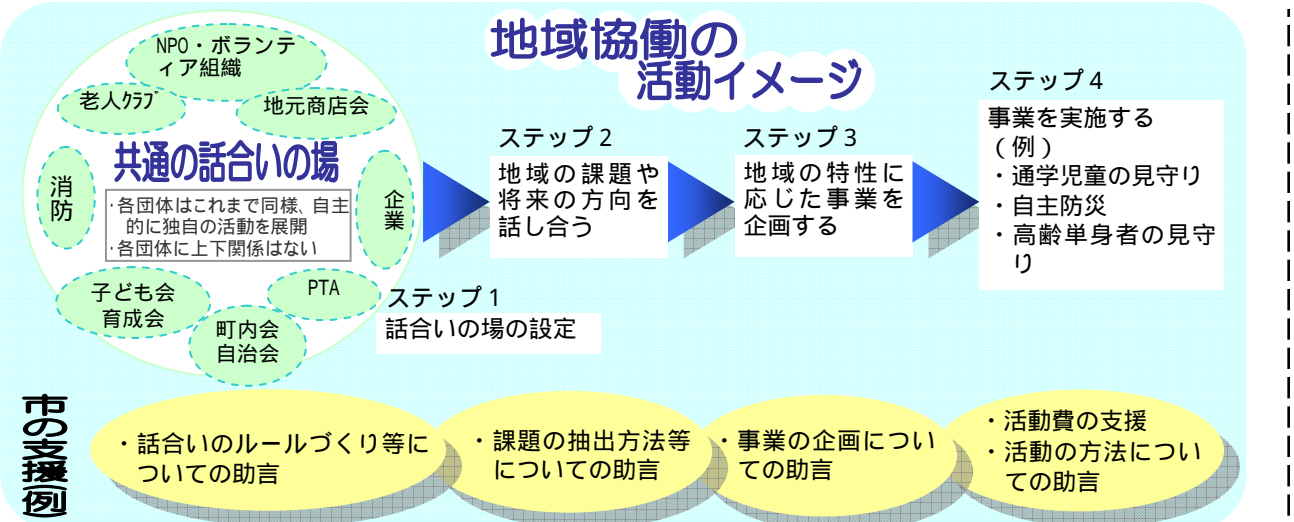 地域協働の
活動イメージ
NPO・ボランテ
ィア組織
老人ｸﾗﾌﾞ
地元商店会
共通の話合いの場
消
防
・各団体はこれまで同様、自主
的に独自の活動を展開
・各団体に上下関係はない
企
業
子ども会
育成会
PTA
町内会
自治会
ステップ１
話合いの場の設定
ステップ２
地域の課題や
将来の方向を
話し合う
ステップ３
地域の特性に
応じた事業を
企画する
ステップ４
事業を実施する
（例）
・通学児童の見守り
・自主防災
・高齢単身者の見守
り
市の支援例
・話合いのルールづくり等に
ついての助言
・課題の抽出方法等
についての助言
・事業の企画につい
ての助言
・活動費の支援
・活動の方法につい
ての助言